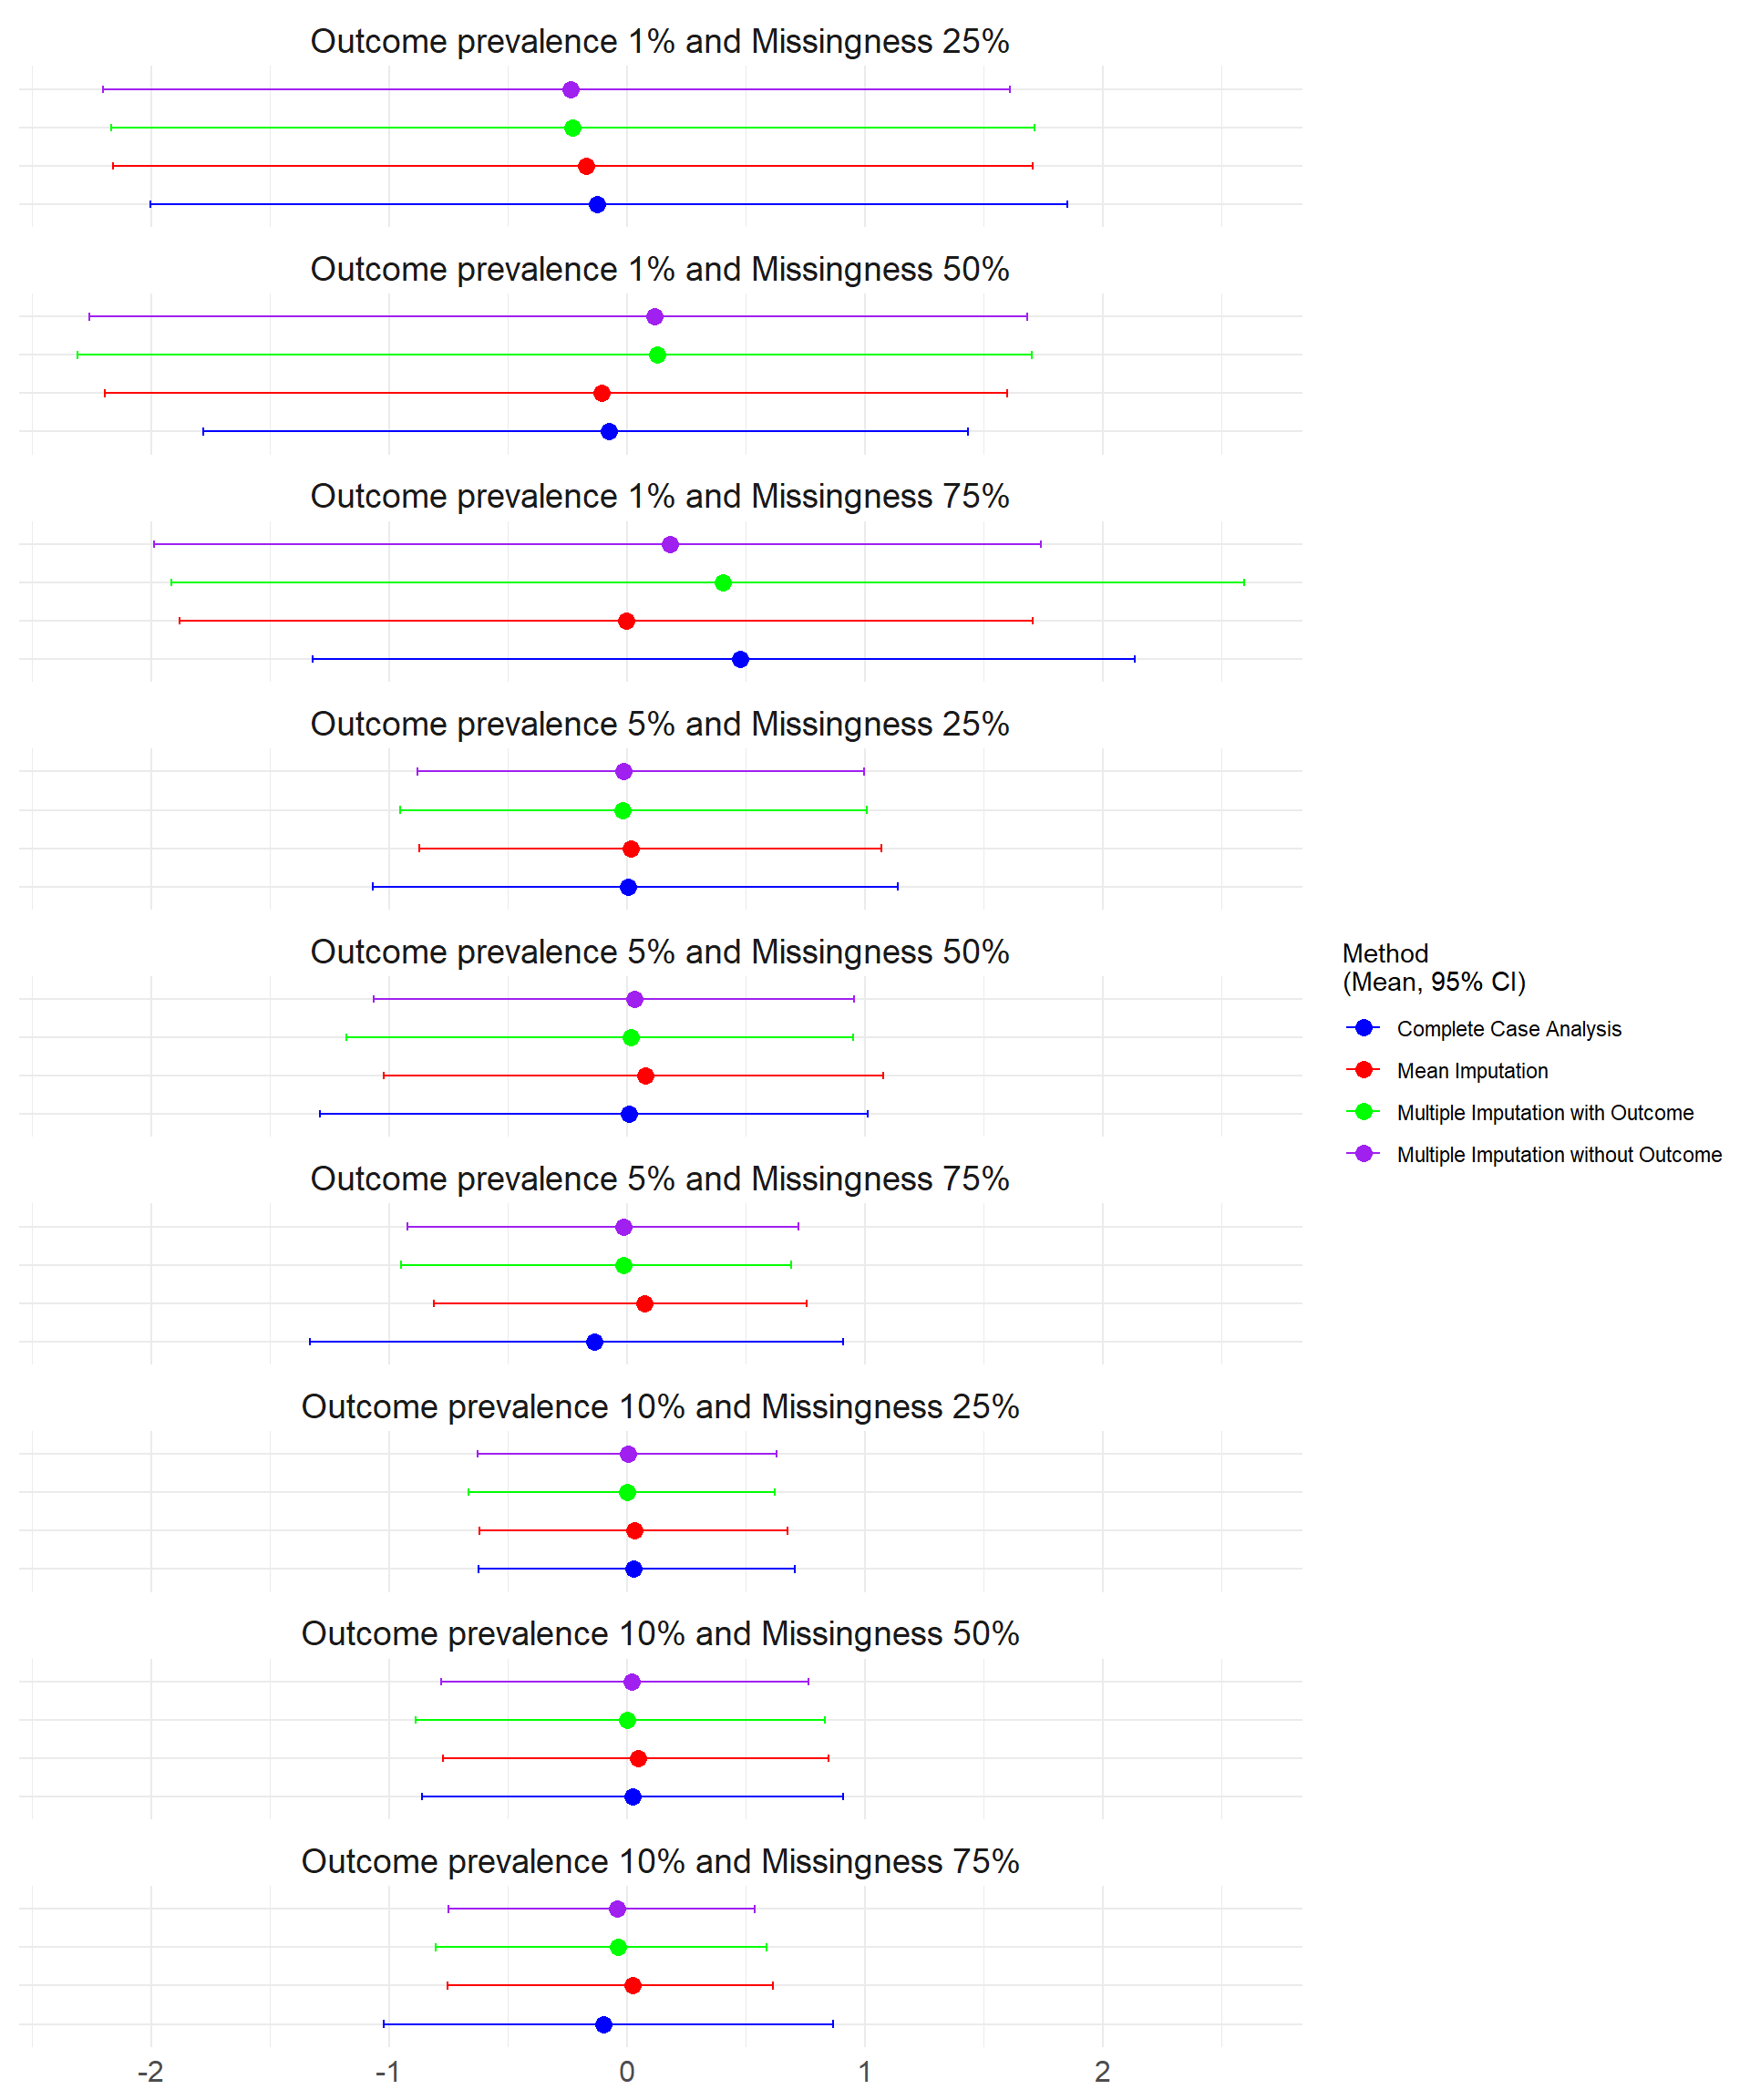 Outcome prevalence 1% and Missingness 25%
Outcome prevalence 1% and Missingness 50%
Outcome prevalence 1% and Missingness 75%
Outcome prevalence 5% and Missingness 25%
Outcome prevalence 5% and Missingness 50%
Outcome prevalence 5% and Missingness 75%
Outcome prevalence 10% and Missingness 25%
Outcome prevalence 10% and Missingness 50%
Outcome prevalence 10% and Missingness 75%
-2 -1 0 1 2
Method
(Mean, 95% CI)
Complete Case Analysis
Mean Imputation
Multiple Imputation with Outcome
Multiple Imputation without Outcome